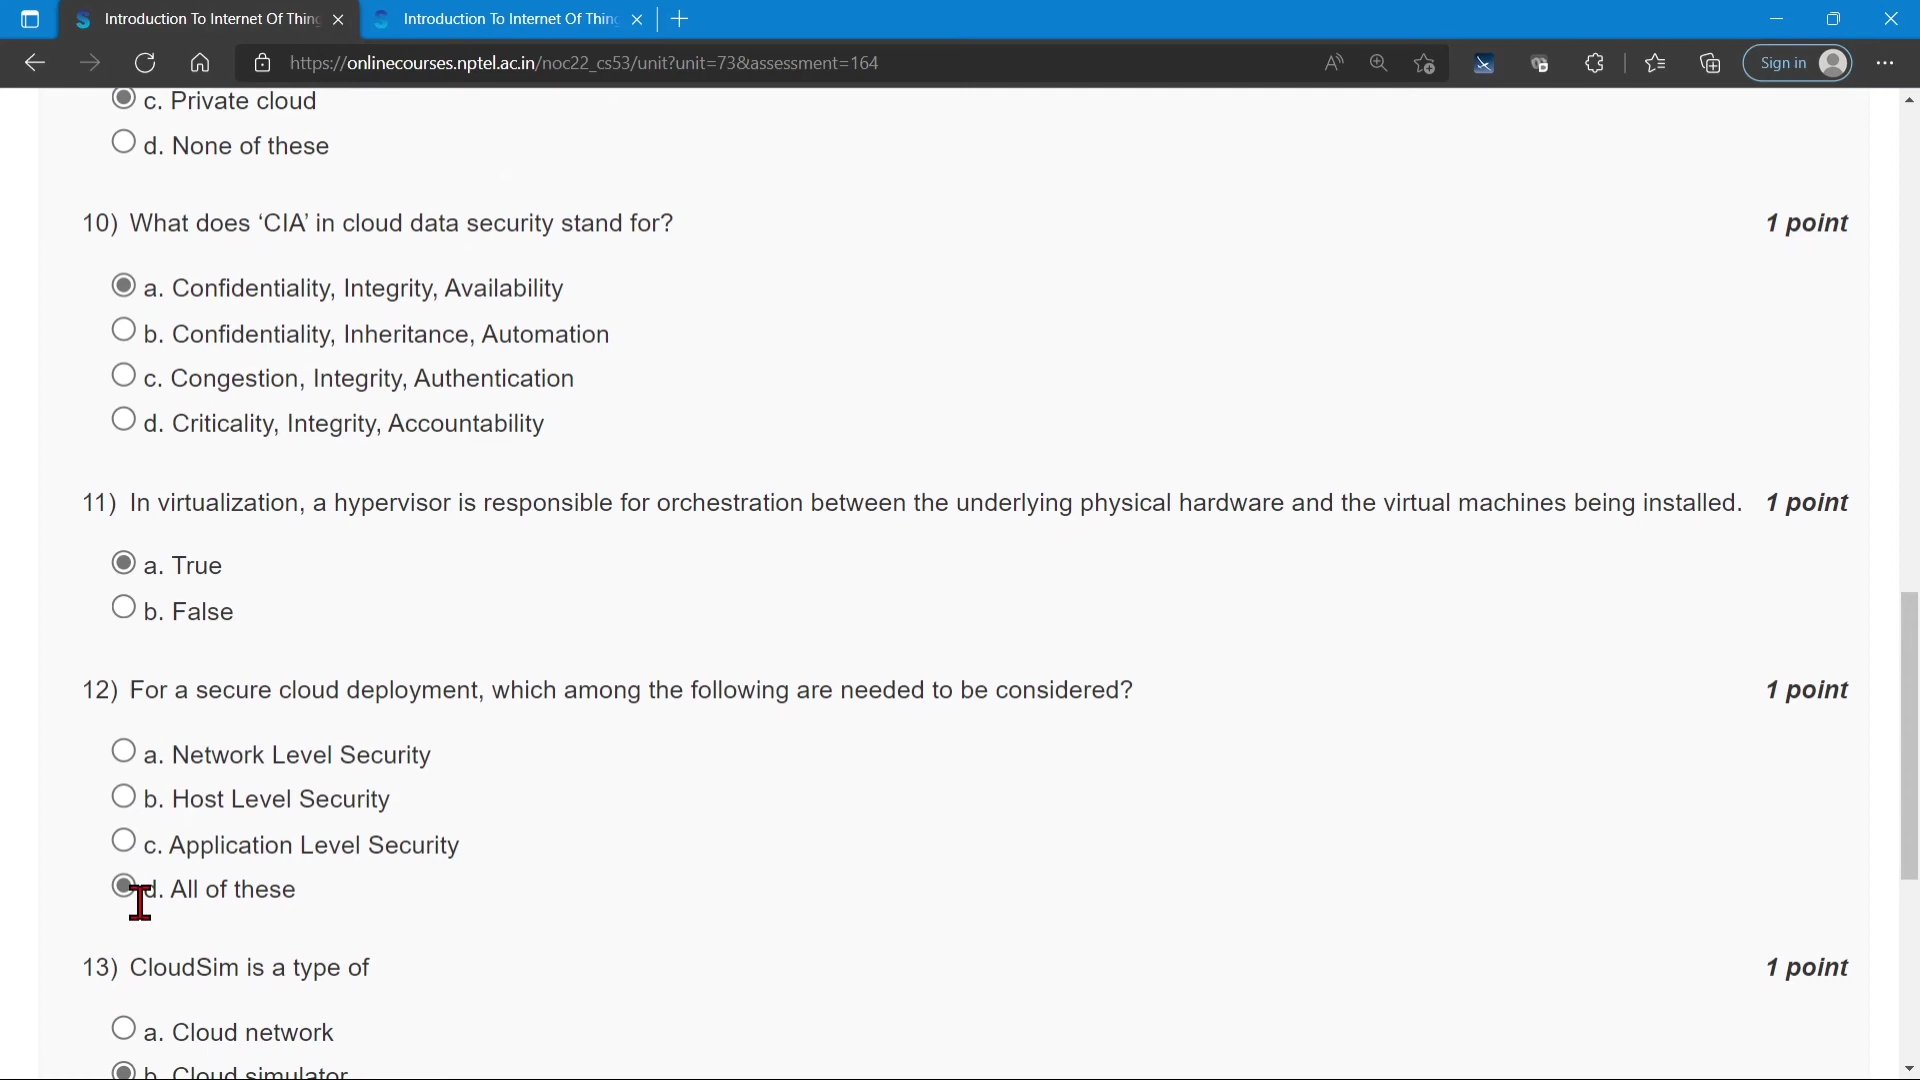 Introduction To Internet Of Thing
Introduction To Internet Of Thing
https://onlinecourses.nptel.ac.in/noc22_cs53/unit?unit=73&assessment=164
Sign in
c. Private cloud
d. None of these
10) What does ‘CIA’ in cloud data security stand for? 1 point
a. Confidentiality, Integrity, Availability
b. Confidentiality, Inheritance, Automation
c. Congestion, Integrity, Authentication
d. Criticality, Integrity, Accountability
11) In virtualization, a hypervisor is responsible for orchestration between the underlying physical hardware and the virtual machines being installed. 1 point
a. True
b. False
12) For a secure cloud deployment, which among the following are needed to be considered? 1 point
a. Network Level Security
b. Host Level Security
c. Application Level Security
d. All of these
13) CloudSim is a type of 1 point
a. Cloud network
b. Cloud simulator